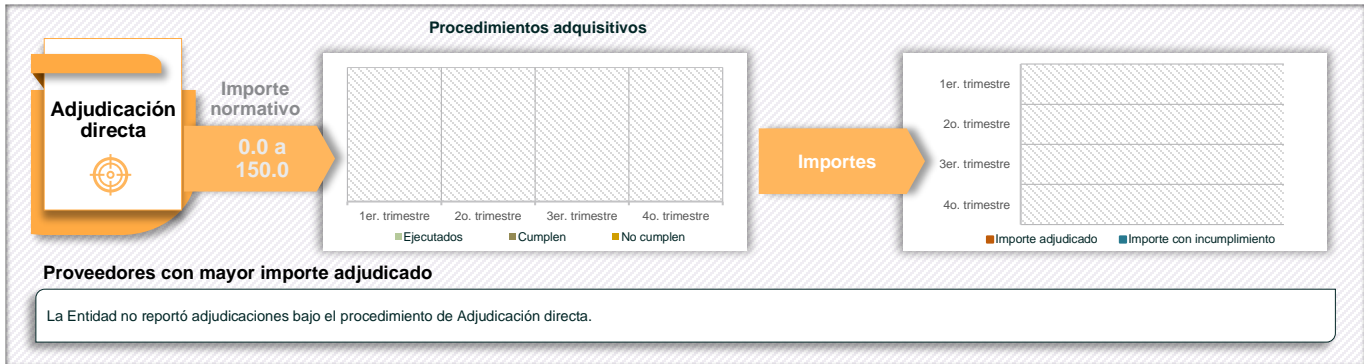 Procedimientos adquisitivos
Adjudicación
directa
Importe
normativo
0.0 a
150.0
1er. trimestre
2o. trimestre
3er. trimestre
4o. trimestre
Ejecutados
Cumplen
No cumplen
Importes
1er. trimestre
2o. trimestre
3er. trimestre
4o. trimestre
Importe adjudicado
Importe con incumplimiento
Proveedores con mayor importe adjudicado
La Entidad no reportó adjudicaciones bajo el procedimiento de Adjudicación directa.